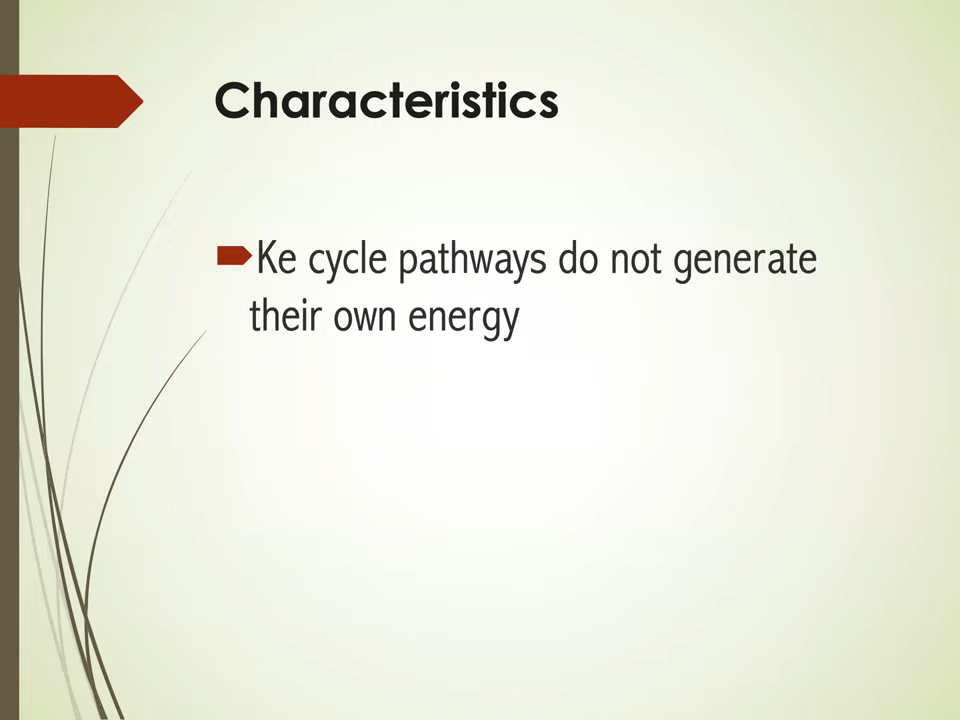 Characteristics
Ke cycle pathways do not generate
their own energy